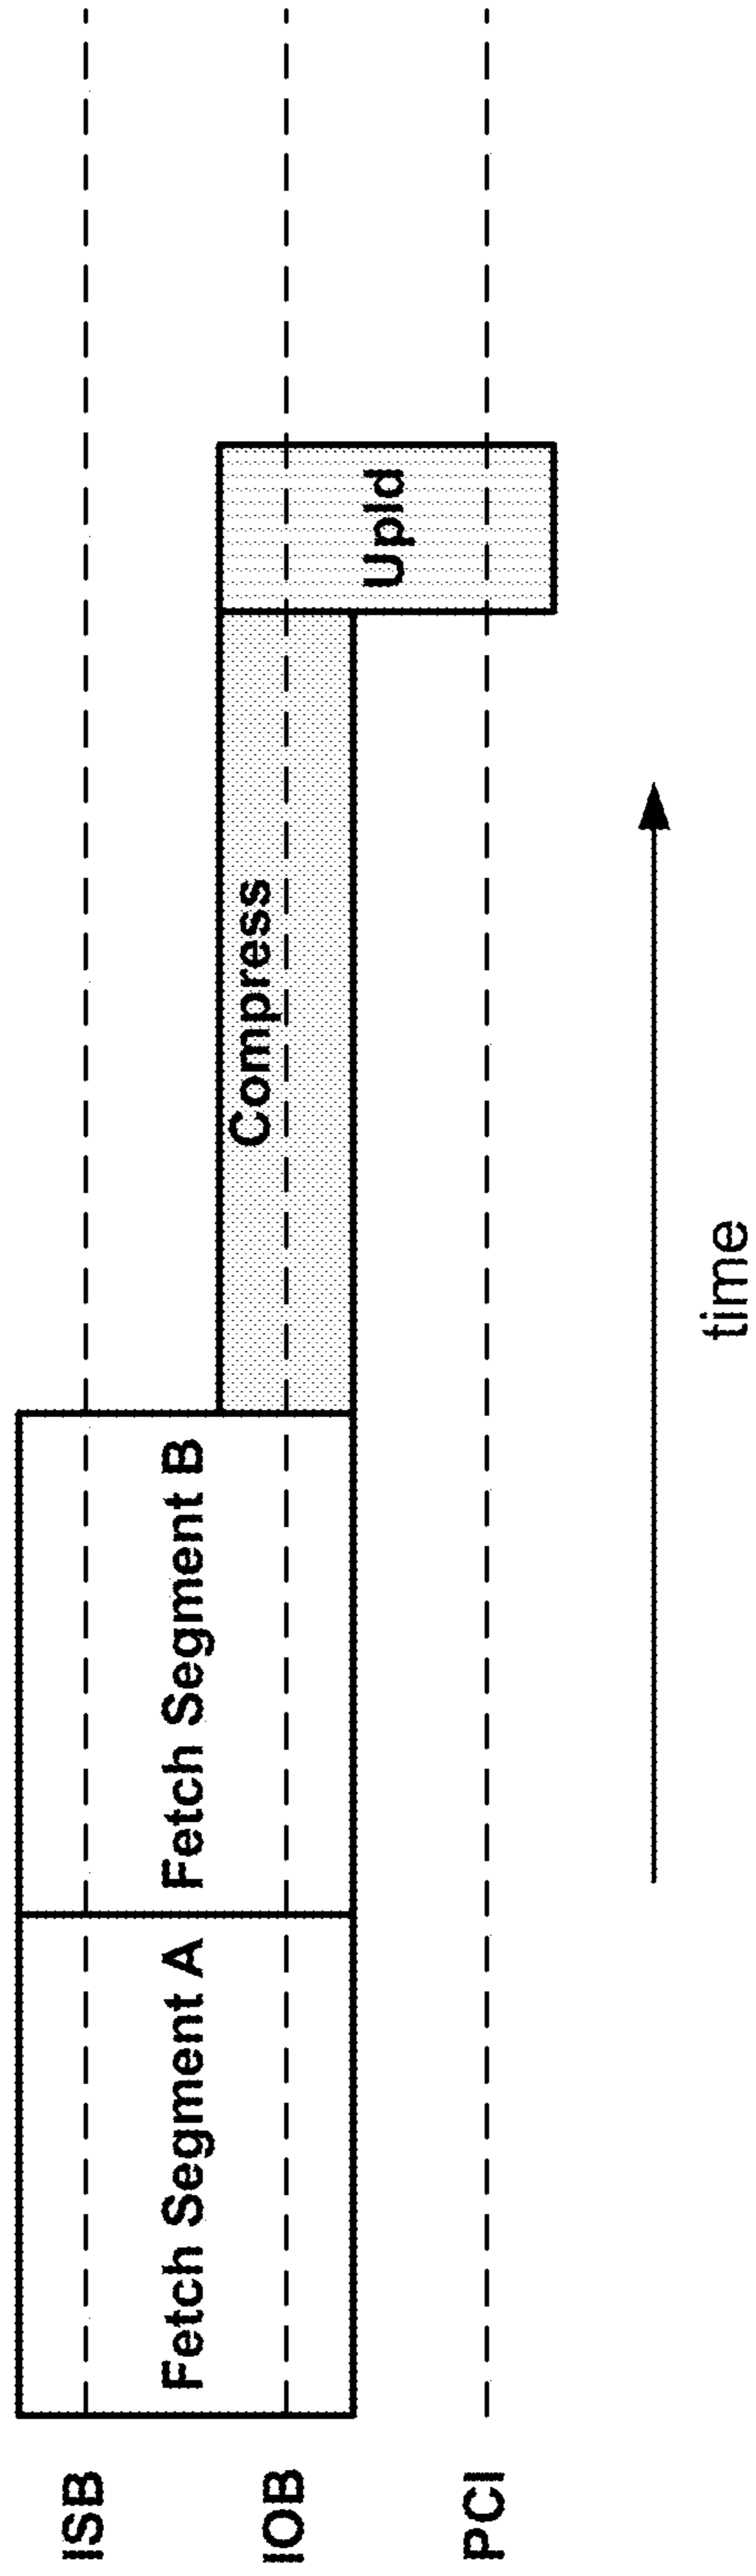 ISB
IOB
PCI
Fetch Segment A
Fetch Segment B
Compress
Upld
time